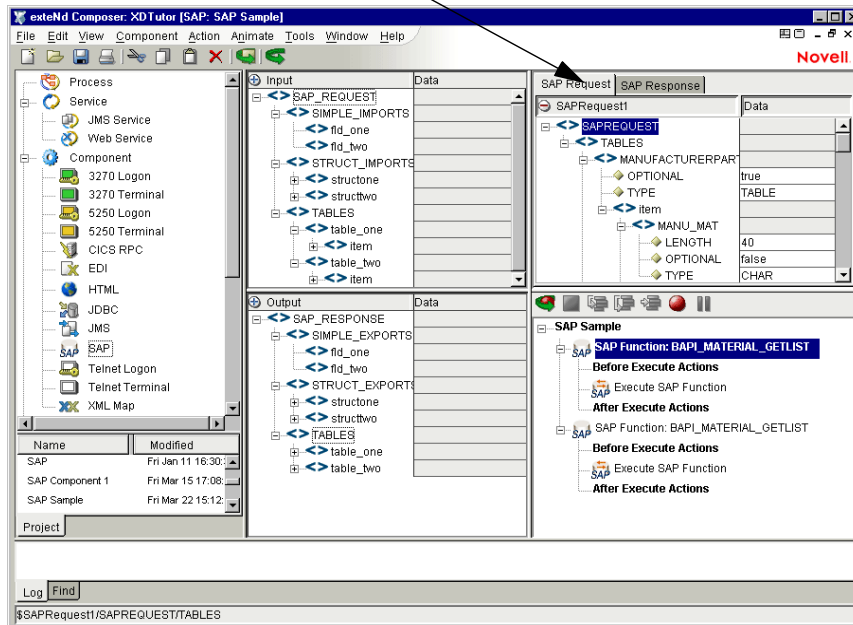 exteNd Composer: XDTutor [SAP: SAP Sample]
File Edit View Component Action Animate Tools Window Help
Novell
Process
Service
JMS Service
Web Service
Component
3270 Logon
3270 Terminal
5250 Logon
5250 Terminal
CICS RPC
EDI
HTML
JDBC
JMS
SAP
Telnet Logon
Telnet Terminal
XML Map
Name Modified
SAP Fri Jan 11 16:30:
SAP Component 1 Fri Mar 15 17:08:
SAP Sample Fri Mar 22 15:12:
Project
Input Data
SAP_REQUEST
SIMPLE_IMPORTS
fld_one
fld_two
STRUCT_IMPORTS
structone
structtwo
TABLES
table_one
item
table_two
item
Output Data
SAP_RESPONSE
SIMPLE_EXPORTS
fld_one
fld_two
STRUCT_EXPORTS
structone
structtwo
TABLES
table_one
table_two
SAP Request SAP Response
SAPRequest1 Data
SAPREQUEST
TABLES
MANUFACTURERPAR
OPTIONAL true
TYPE TABLE
item
MANU_MAT
LENGTH 40
OPTIONAL false
TYPE CHAR
SAP Sample
SAP SAP Function: BAPI_MATERIAL_GETLIST
Before Execute Actions
SAP Execute SAP Function
After Execute Actions
SAP SAP Function: BAPI_MATERIAL_GETLIST
Before Execute Actions
SAP Execute SAP Function
After Execute Actions
Log Find
$SAPRequest1/SAPREQUEST/TABLES